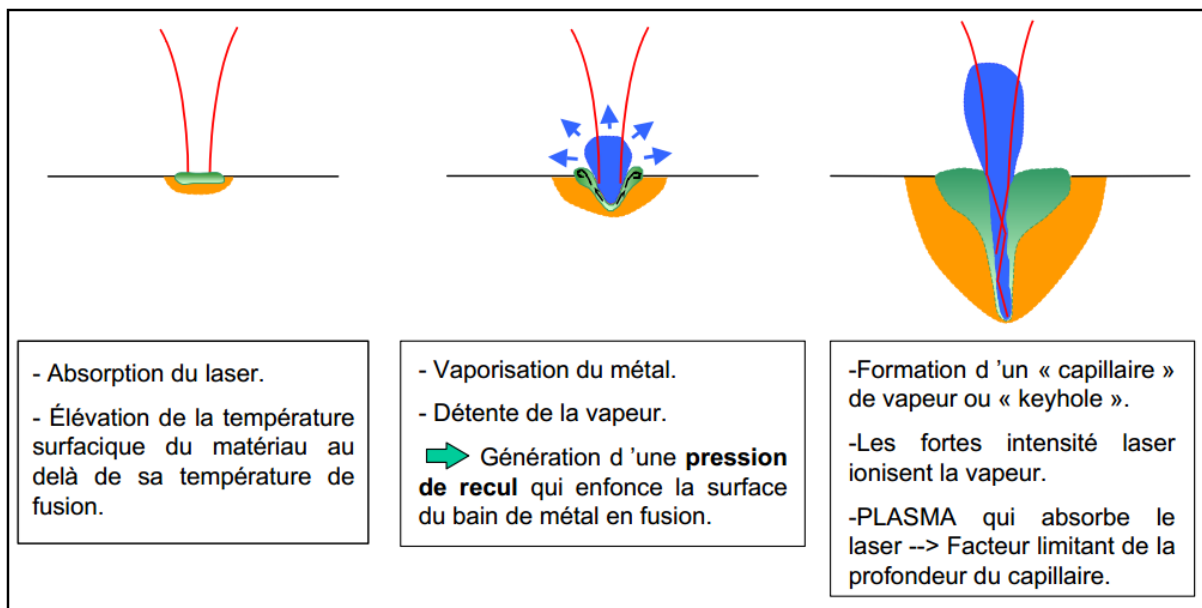 - Absorption du laser.
- Élévation de la température
surfacique du matériau au
delà de sa température de
fusion.
- Vaporisation du métal.
- Détente de la vapeur.
Génération d ’une pression
de recul qui enfonce la surface
du bain de métal en fusion.
-Formation d ’un « capillaire »
de vapeur ou « keyhole ».
-Les fortes intensité laser
ionisent la vapeur.
-PLASMA qui absorbe le
laser --> Facteur limitant de la
profondeur du capillaire.